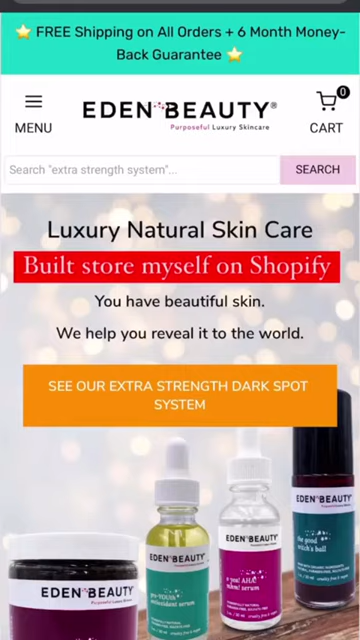 ⭐ FREE Shipping on All Orders + 6 Month Money-
Back Guarantee ⭐
MENU
EDEN BEAUTY®
Purposeful Luxury Skincare
0
CART
Search "extra strength system"...
SEARCH
Luxury Natural Skin Care
Built store myself on Shopify
You have beautiful skin.
We help you reveal it to the world.
SEE OUR EXTRA STRENGTH DARK SPOT
SYSTEM
EDEN BEAUTY
the good
witch's ball
EDEN BEAUTY
pro-YOUth
antioxidant serum
EDEN BEAUTY
serum
EDEN BEAUTY
Purposeful Luxury Skincare